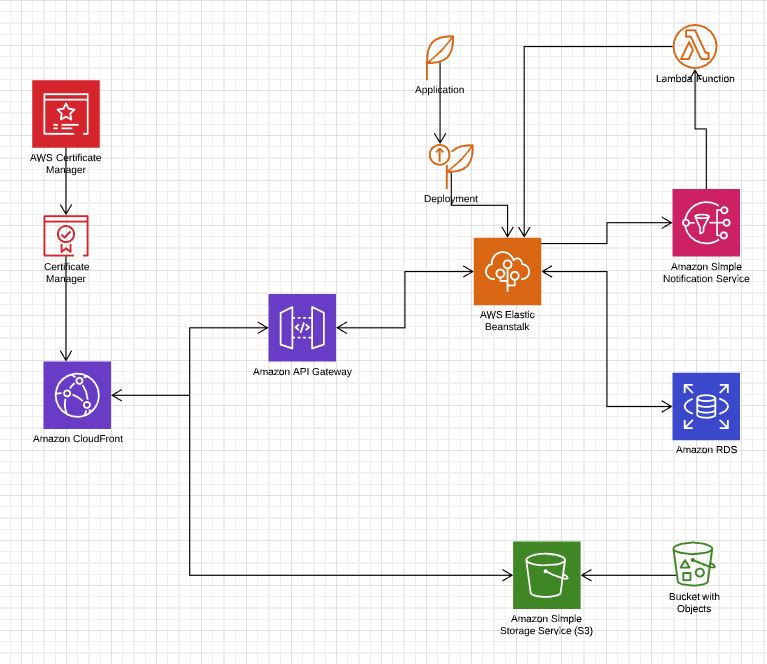 Application
Lambda Function
AWS Certificate
Manager
Deployment
Certificate
Manager
Amazon Simple
Notification Service
AWS Elastic
Beanstalk
Amazon API Gateway
Amazon CloudFront
Amazon RDS
Bucket with
Objects
Amazon Simple
Storage Service (S3)